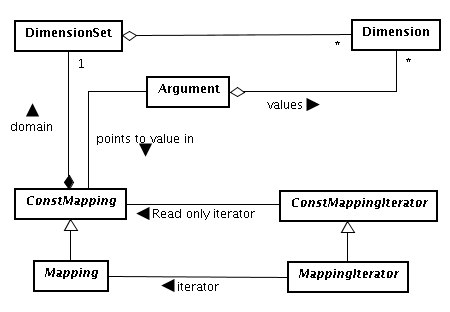 DimensionSet
Dimension
*
1
*
Argument
values
domain
points to value in
ConstMapping
ConstMappingIterator
Read only iterator
Mapping
MappingIterator
iterator